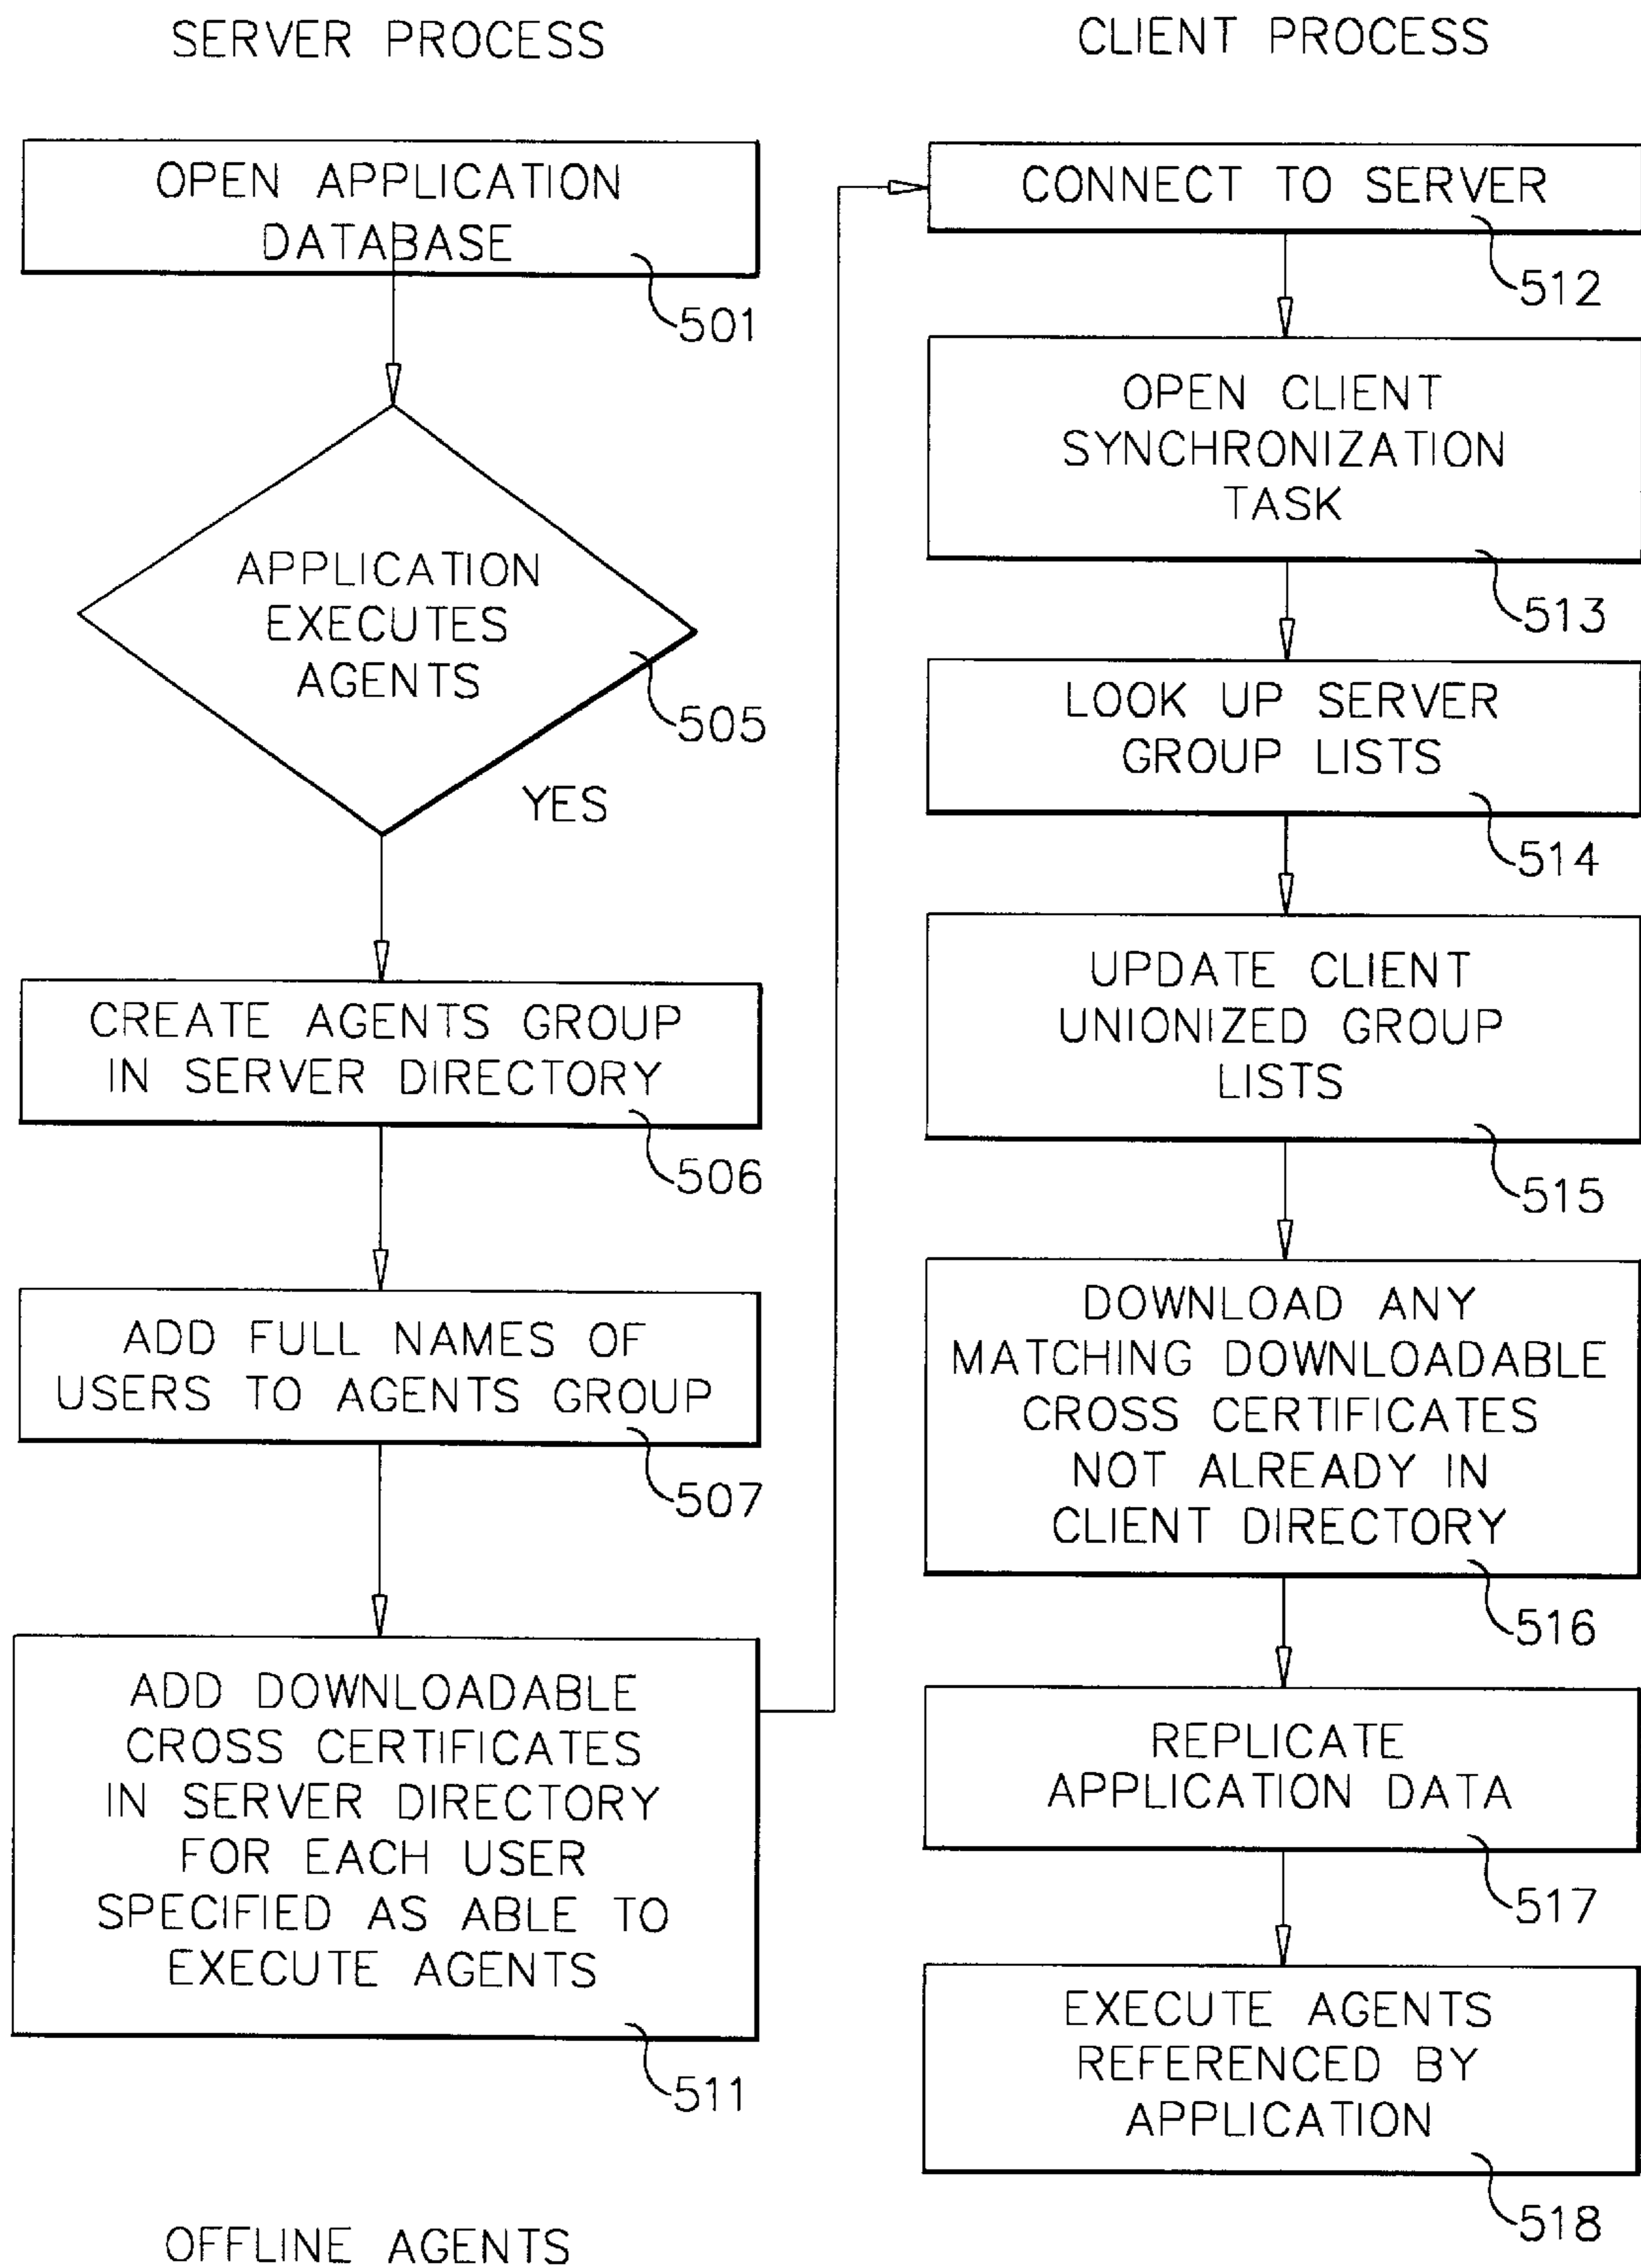 SERVER PROCESS
OPEN APPLICATION
DATABASE
501
APPLICATION
EXECUTES
AGENTS
505
YES
CREATE AGENTS GROUP
IN SERVER DIRECTORY
506
ADD FULL NAMES OF
USERS TO AGENTS GROUP
507
ADD DOWNLOADABLE
CROSS CERTIFICATES
IN SERVER DIRECTORY
FOR EACH USER
SPECIFIED AS ABLE TO
EXECUTE AGENTS
511
OFFLINE AGENTS
CLIENT PROCESS
CONNECT TO SERVER
512
OPEN CLIENT
SYNCHRONIZATION
TASK
513
LOOK UP SERVER
GROUP LISTS
514
UPDATE CLIENT
UNIONIZED GROUP
LISTS
515
DOWNLOAD ANY
MATCHING DOWNLOADABLE
CROSS CERTIFICATES
NOT ALREADY IN
CLIENT DIRECTORY
516
REPLICATE
APPLICATION DATA
517
EXECUTE AGENTS
REFERENCED BY
APPLICATION
518